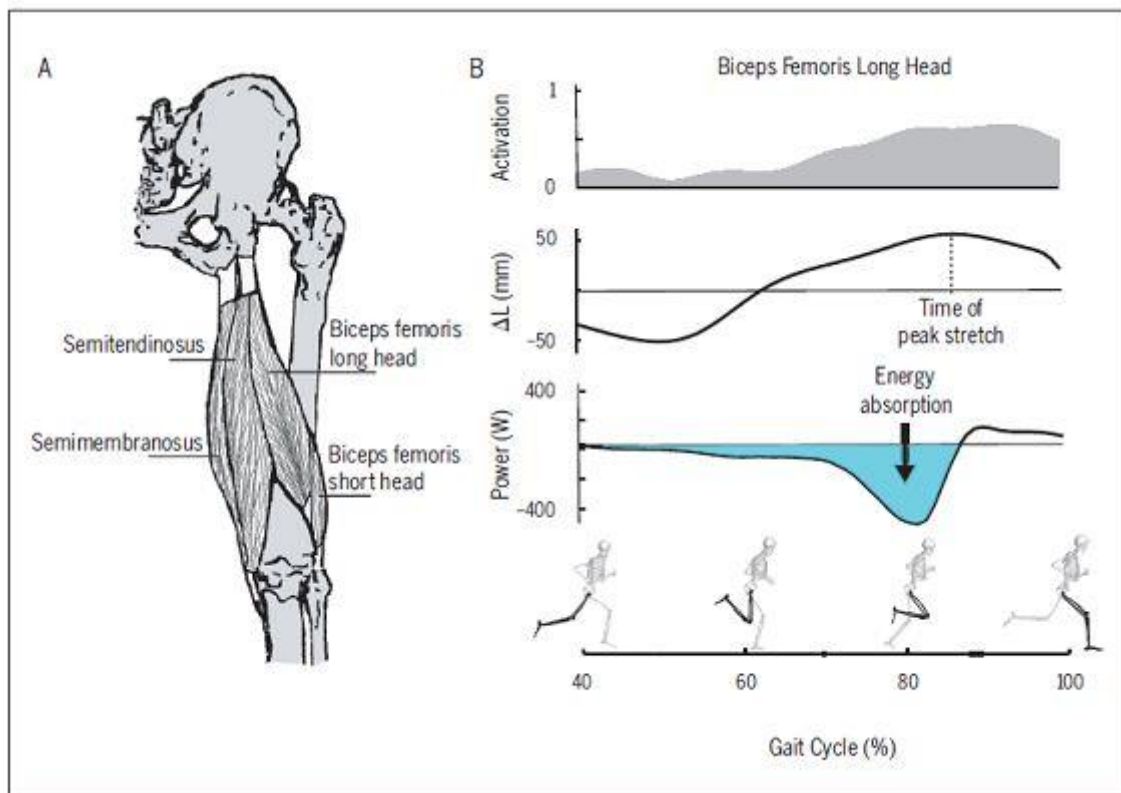 A
Semitendinosus
Semimembranosus
Biceps femoris
long head
Biceps femoris
short head
B
Biceps Femoris Long Head
Activation
1
0
ΔL (mm)
50
-50
Time of
peak stretch
Power (W)
400
-400
Energy
absorption
40
60
80
100
Gait Cycle (%)